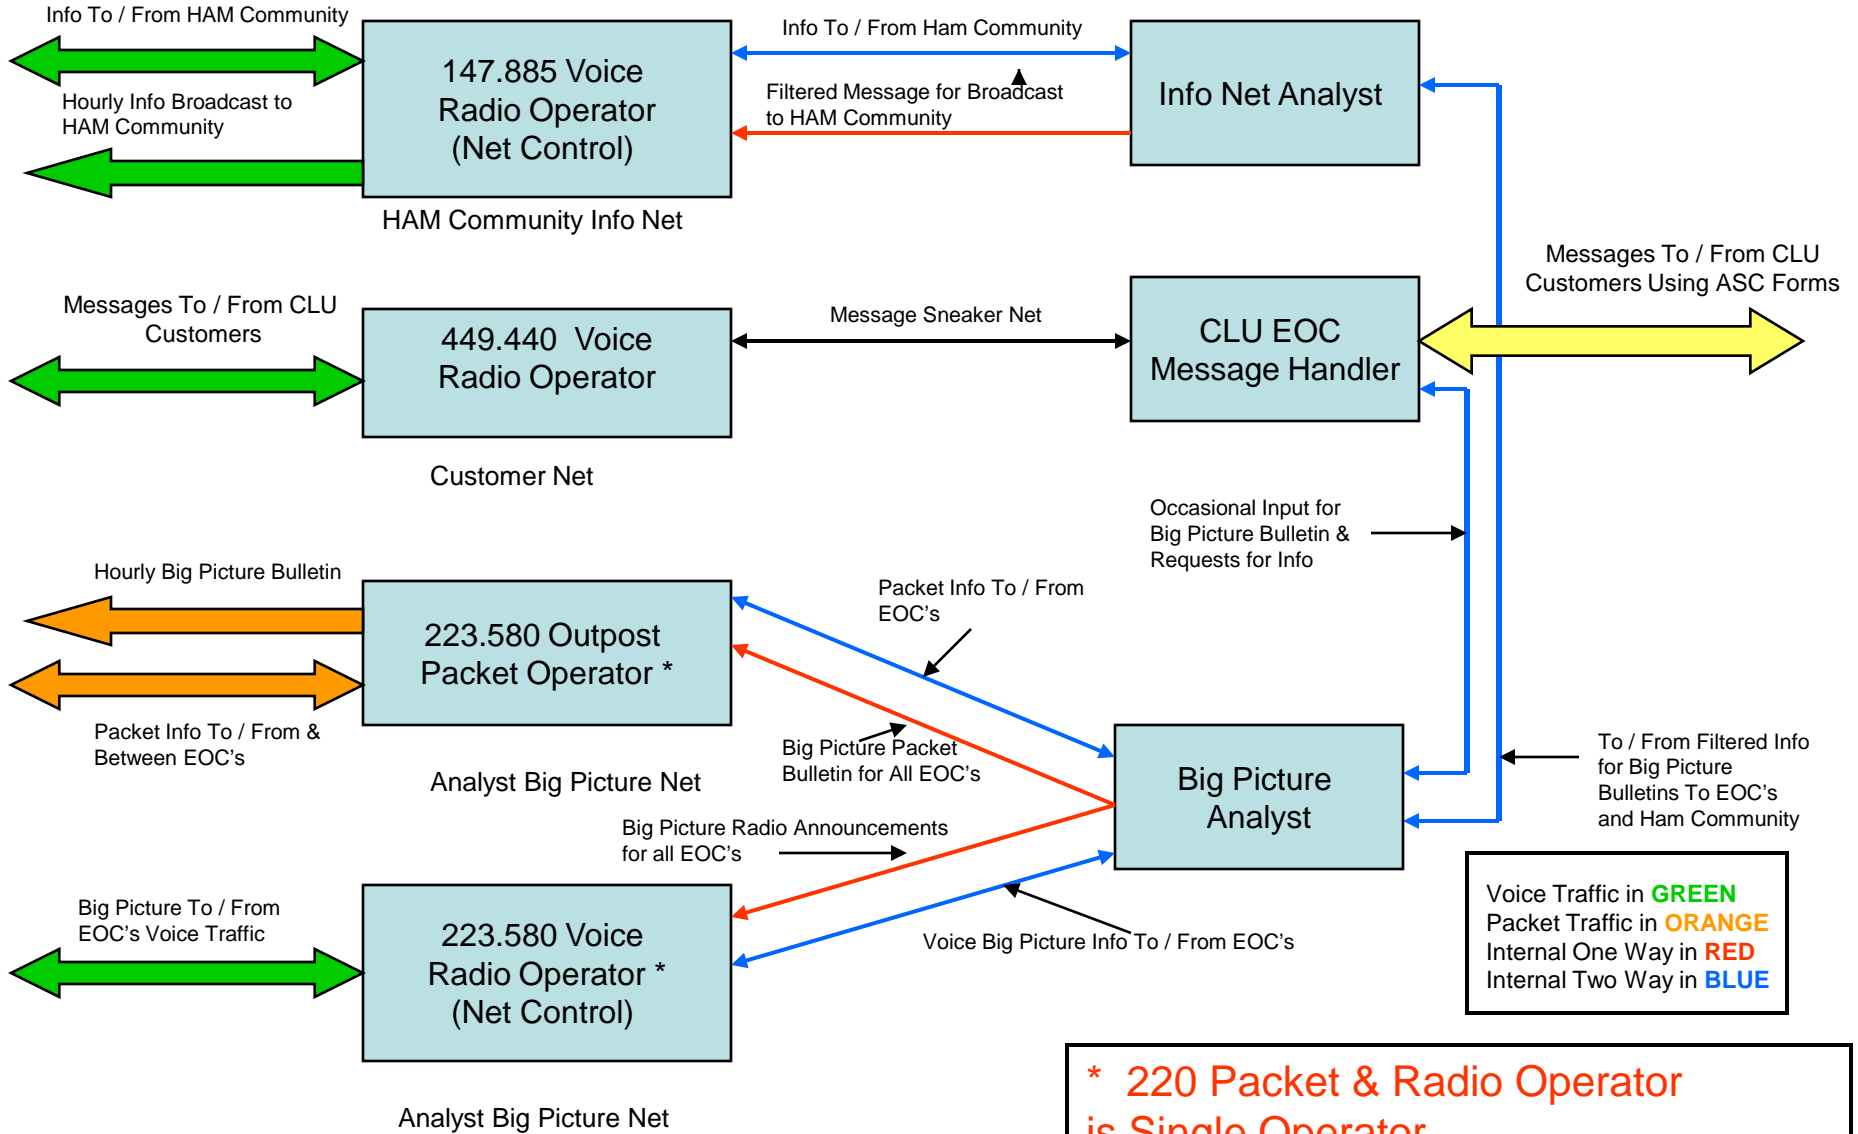 Info To / From HAM Community
147.885 Voice
Radio Operator
(Net Control)
Info To / From Ham Community
Info Net Analyst
Hourly Info Broadcast to
HAM Community
Filtered Message for Broadcast
to HAM Community
HAM Community Info Net
Messages To / From CLU
Customers Using ASC Forms
Messages To / From CLU
Customers
449.440 Voice
Radio Operator
Message Sneaker Net
CLU EOC
Message Handler
Customer Net
Occasional Input for
Big Picture Bulletin &
Requests for Info
Hourly Big Picture Bulletin
223.580 Outpost
Packet Operator *
Packet Info To / From
EOC's
Packet Info To / From &
Between EOC's
Analyst Big Picture Net
Big Picture Packet
Bulletin for All EOC's
Big Picture
Analyst
To / From Filtered Info
for Big Picture
Bulletins To EOC's
and Ham Community
Big Picture Radio Announcements
for all EOC's
Big Picture To / From
EOC's Voice Traffic
223.580 Voice
Radio Operator *
(Net Control)
Voice Big Picture Info To / From EOC's
Voice Traffic in GREEN
Packet Traffic in ORANGE
Internal One Way in RED
Internal Two Way in BLUE
Analyst Big Picture Net
* 220 Packet & Radio Operator
is Single Operator